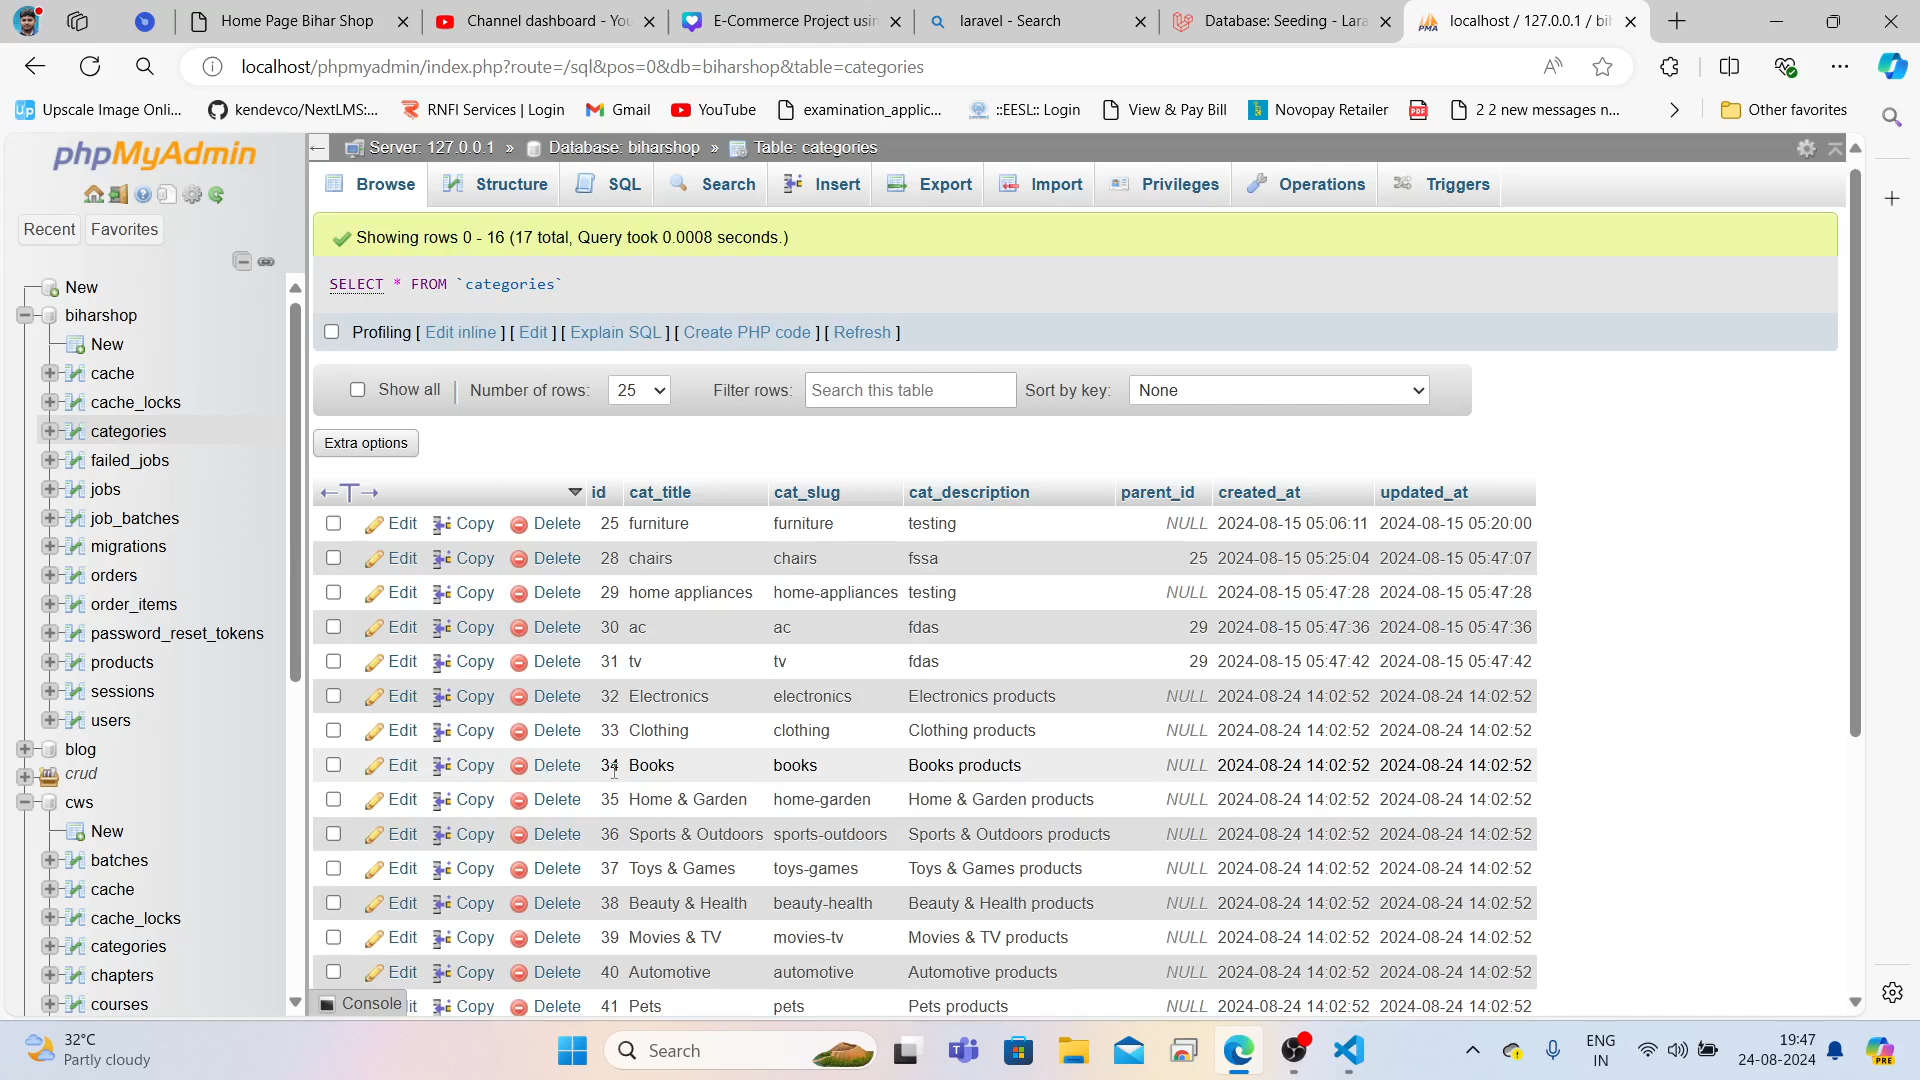 Home Page Bihar Shop
Channel dashboard - You
E-Commerce Project usin
laravel - Search
Database: Seeding - Lara
localhost / 127.0.0.1 / bih
localhost/phpmyadmin/index.php?route=/sql&pos=0&db=biharshop&table=categories
Upscale Image Onli...
kendevco/NextLMS:...
RNFI Services | Login
Gmail
YouTube
examination_applic...
::EESL:: Login
View & Pay Bill
Novopay Retailer
2 2 new messages n...
Other favorites
phpMyAdmin
Recent
Favorites
New
biharshop
New
cache
cache_locks
categories
failed_jobs
jobs
job_batches
migrations
orders
order_items
password_reset_tokens
products
sessions
users
blog
crud
cws
New
batches
cache
cache_locks
categories
chapters
courses
Server: 127.0.0.1 » Database: biharshop » Table: categories
Browse Structure SQL Search Insert Export Import Privileges Operations Triggers
Showing rows 0 - 16 (17 total, Query took 0.0008 seconds.)
SELECT * FROM `categories`
Profiling [ Edit inline ] [ Edit ] [ Explain SQL ] [ Create PHP code ] [ Refresh ]
Show all Number of rows: 25 Filter rows: Search this table Sort by key: None
Extra options
id cat_title cat_slug cat_description parent_id created_at updated_at
Edit Copy Delete 25 furniture furniture testing NULL 2024-08-15 05:06:11 2024-08-15 05:20:00
Edit Copy Delete 28 chairs chairs fssa 25 2024-08-15 05:25:04 2024-08-15 05:47:07
Edit Copy Delete 29 home appliances home-appliances testing NULL 2024-08-15 05:47:28 2024-08-15 05:47:28
Edit Copy Delete 30 ac ac fdas 29 2024-08-15 05:47:36 2024-08-15 05:47:36
Edit Copy Delete 31 tv tv fdas 29 2024-08-15 05:47:42 2024-08-15 05:47:42
Edit Copy Delete 32 Electronics electronics Electronics products NULL 2024-08-24 14:02:52 2024-08-24 14:02:52
Edit Copy Delete 33 Clothing clothing Clothing products NULL 2024-08-24 14:02:52 2024-08-24 14:02:52
Edit Copy Delete 34 Books books Books products NULL 2024-08-24 14:02:52 2024-08-24 14:02:52
Edit Copy Delete 35 Home & Garden home-garden Home & Garden products NULL 2024-08-24 14:02:52 2024-08-24 14:02:52
Edit Copy Delete 36 Sports & Outdoors sports-outdoors Sports & Outdoors products NULL 2024-08-24 14:02:52 2024-08-24 14:02:52
Edit Copy Delete 37 Toys & Games toys-games Toys & Games products NULL 2024-08-24 14:02:52 2024-08-24 14:02:52
Edit Copy Delete 38 Beauty & Health beauty-health Beauty & Health products NULL 2024-08-24 14:02:52 2024-08-24 14:02:52
Edit Copy Delete 39 Movies & TV movies-tv Movies & TV products NULL 2024-08-24 14:02:52 2024-08-24 14:02:52
Edit Copy Delete 40 Automotive automotive Automotive products NULL 2024-08-24 14:02:52 2024-08-24 14:02:52
Console it Copy Delete 41 Pets pets Pets products NULL 2024-08-24 14:02:52 2024-08-24 14:02:52
32°C
Partly cloudy
Search
ENG
IN
19:47
24-08-2024